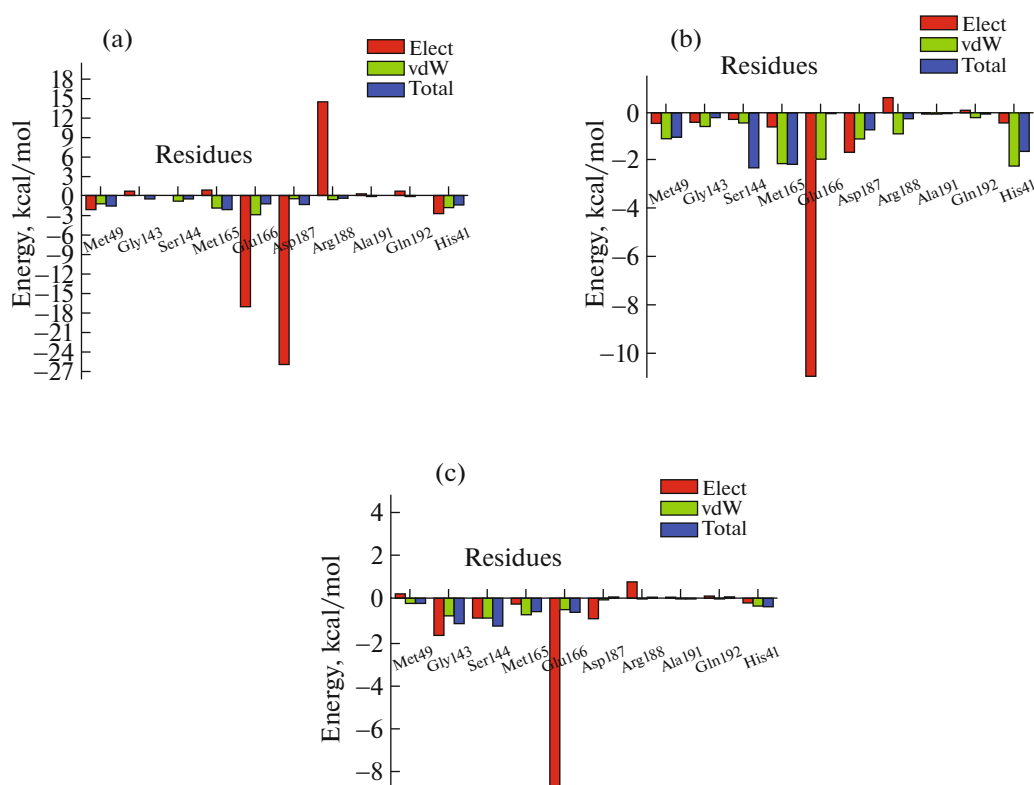 (a)
Elect
vdW
Total
Residues
Energy, kcal/mol
18
15
12
9
6
3
0
−3
−6
−9
−12
−15
−18
−21
−24
−27
Met49
Gly143
Ser144
Met165
Glu166
Asp187
Arg188
Ala191
Gln192
His41
(b)
Elect
vdW
Total
Residues
Energy, kcal/mol
0
−2
−4
−6
−8
−10
Met49
Gly143
Ser144
Met165
Glu166
Asp187
Arg188
Ala191
Gln192
His41
(c)
Elect
vdW
Total
Residues
Energy, kcal/mol
4
2
0
−2
−4
−6
−8
Met49
Gly143
Ser144
Met165
Glu166
Asp187
Arg188
Ala191
Gln192
His41